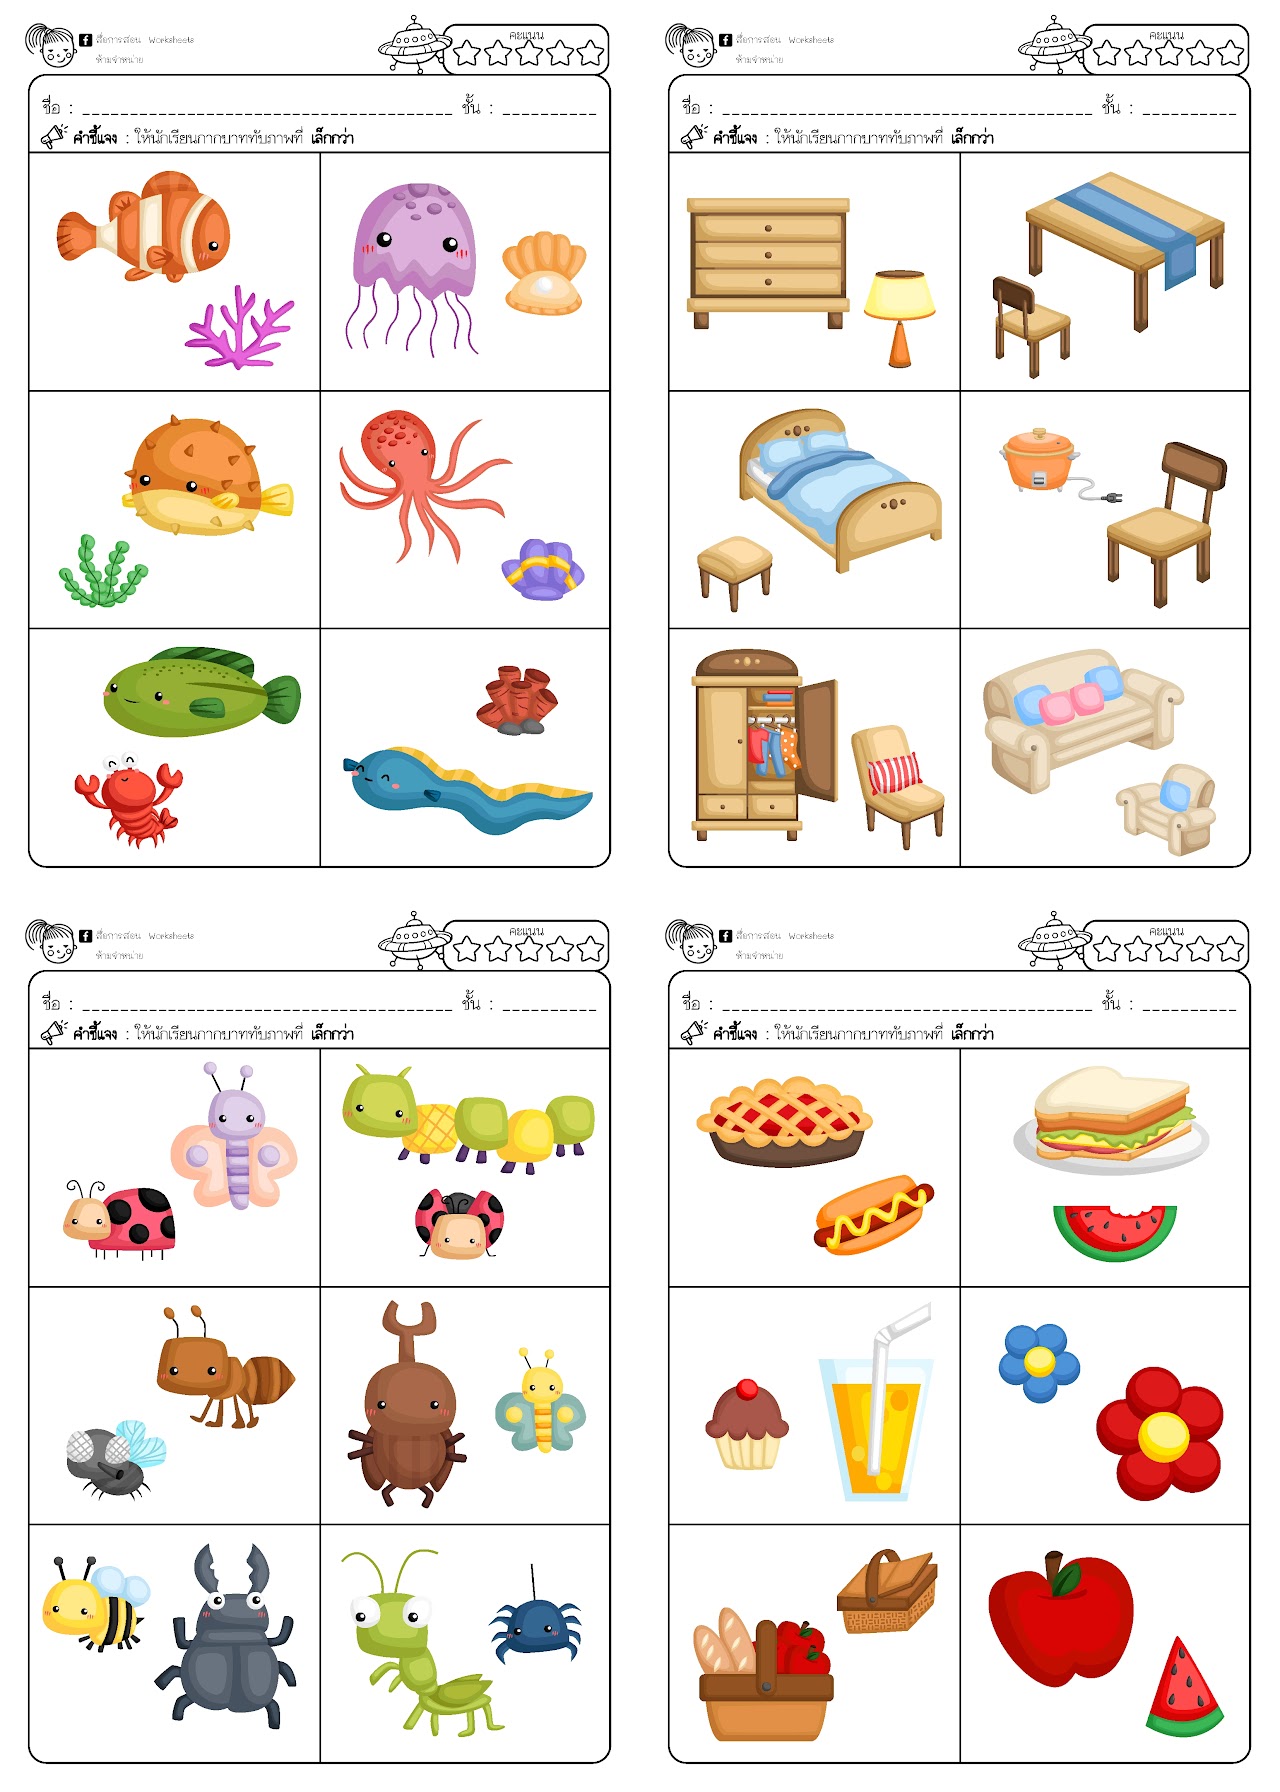 สื่อการสอน Worksheets
ห้ามจำหน่าย
คะแนน
ชื่อ : ชั้น :
คำชี้แจง : ให้นักเรียนกากบาททับภาพที่ เล็กกว่า
สื่อการสอน Worksheets
ห้ามจำหน่าย
คะแนน
ชื่อ : ชั้น :
คำชี้แจง : ให้นักเรียนกากบาททับภาพที่ เล็กกว่า
สื่อการสอน Worksheets
ห้ามจำหน่าย
คะแนน
ชื่อ : ชั้น :
คำชี้แจง : ให้นักเรียนกากบาททับภาพที่ เล็กกว่า
สื่อการสอน Worksheets
ห้ามจำหน่าย
คะแนน
ชื่อ : ชั้น :
คำชี้แจง : ให้นักเรียนกากบาททับภาพที่ เล็กกว่า